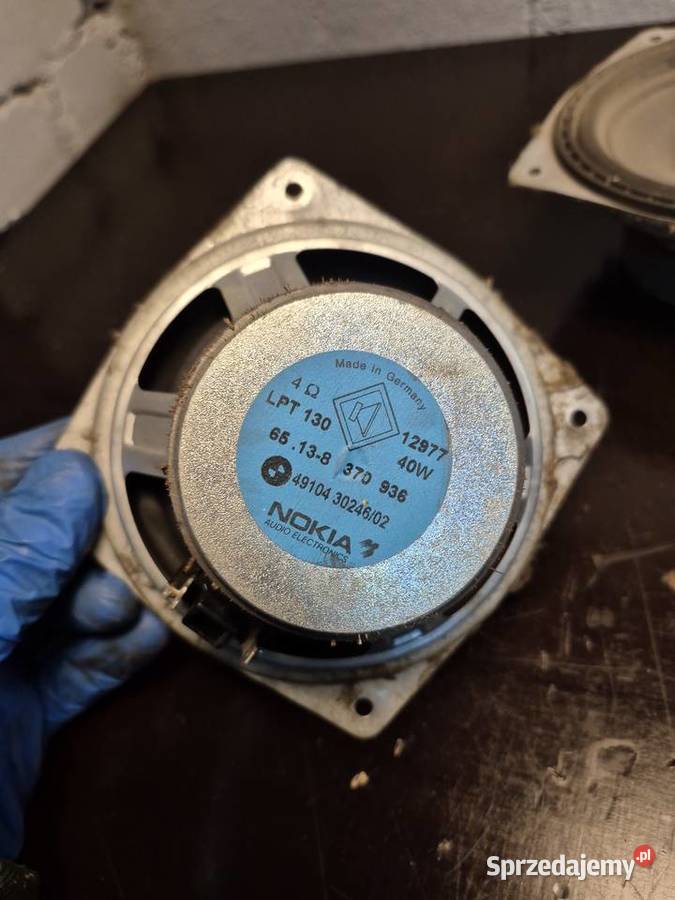 Made in Germany
4 Ω
LPT 130
12977
40W
65.13-8 370 936
49104 30246/02
NOKIA
AUDIO ELECTRONICS
Sprzedajemy.pl